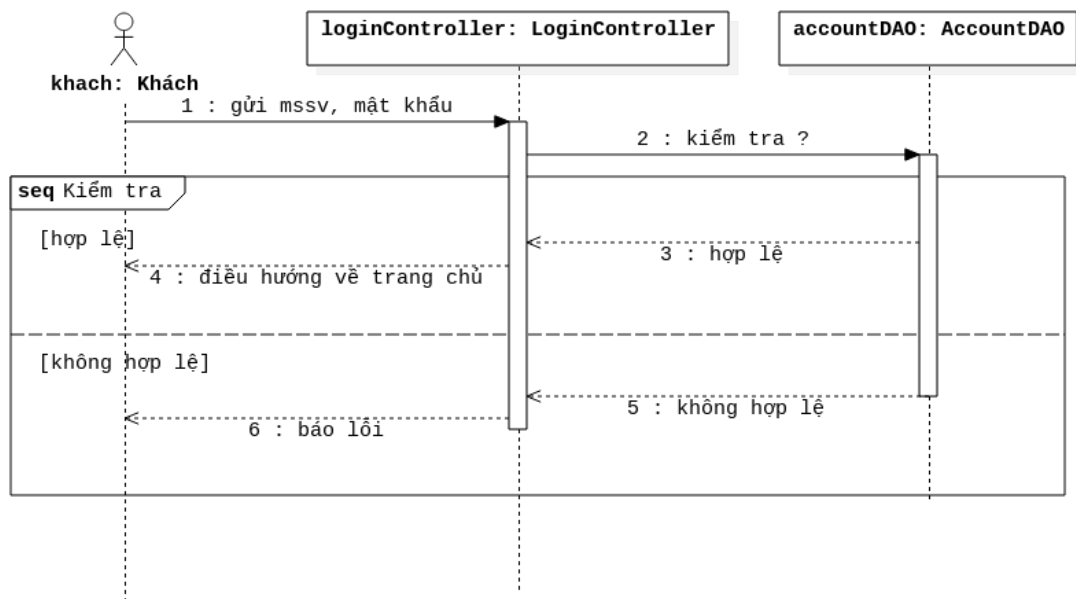 loginController: LoginController
accountDAO: AccountDAO
khach: Khách
1 : gửi mssv, mật khẩu
2 : kiểm tra ?
seq Kiểm tra
[hợp lệ]
3 : hợp lệ
4 : điều hướng về trang chủ
[không hợp lệ]
5 : không hợp lệ
6 : báo lỗi